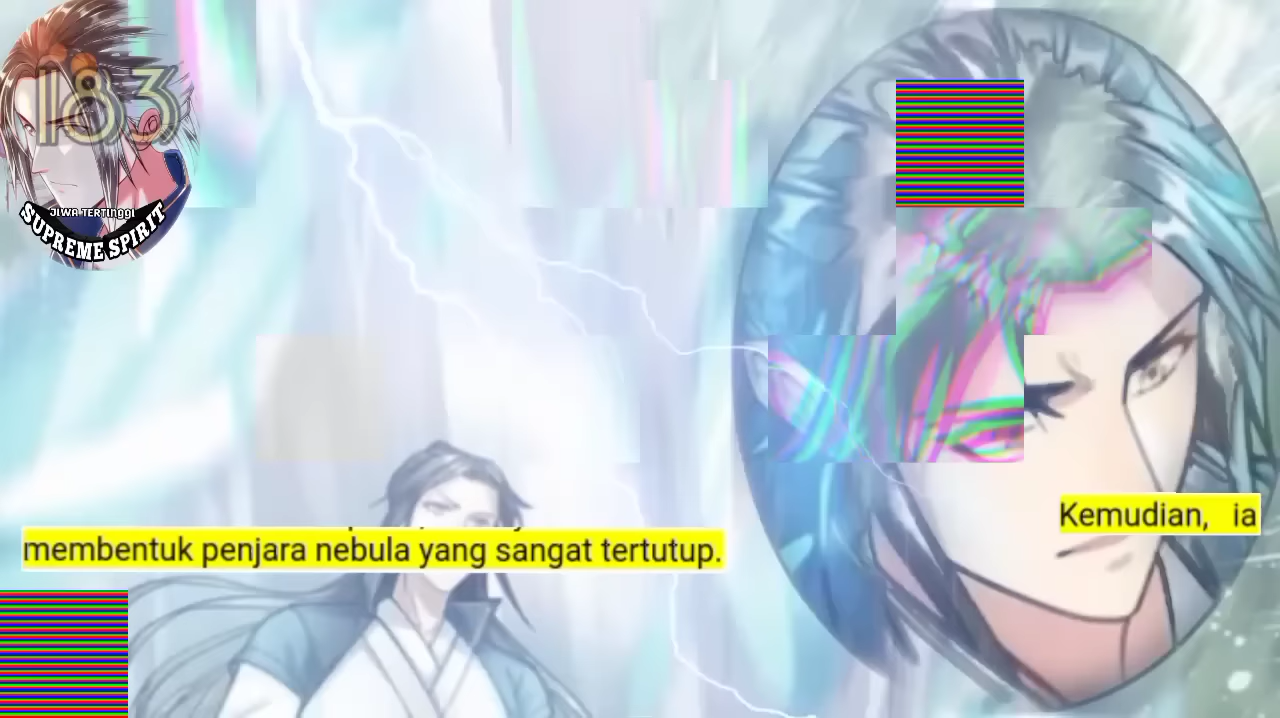 183
JIWA TERTINGGI
SUPREME SPIRIT
Kemudian, ia
membentuk penjara nebula yang sangat tertutup.